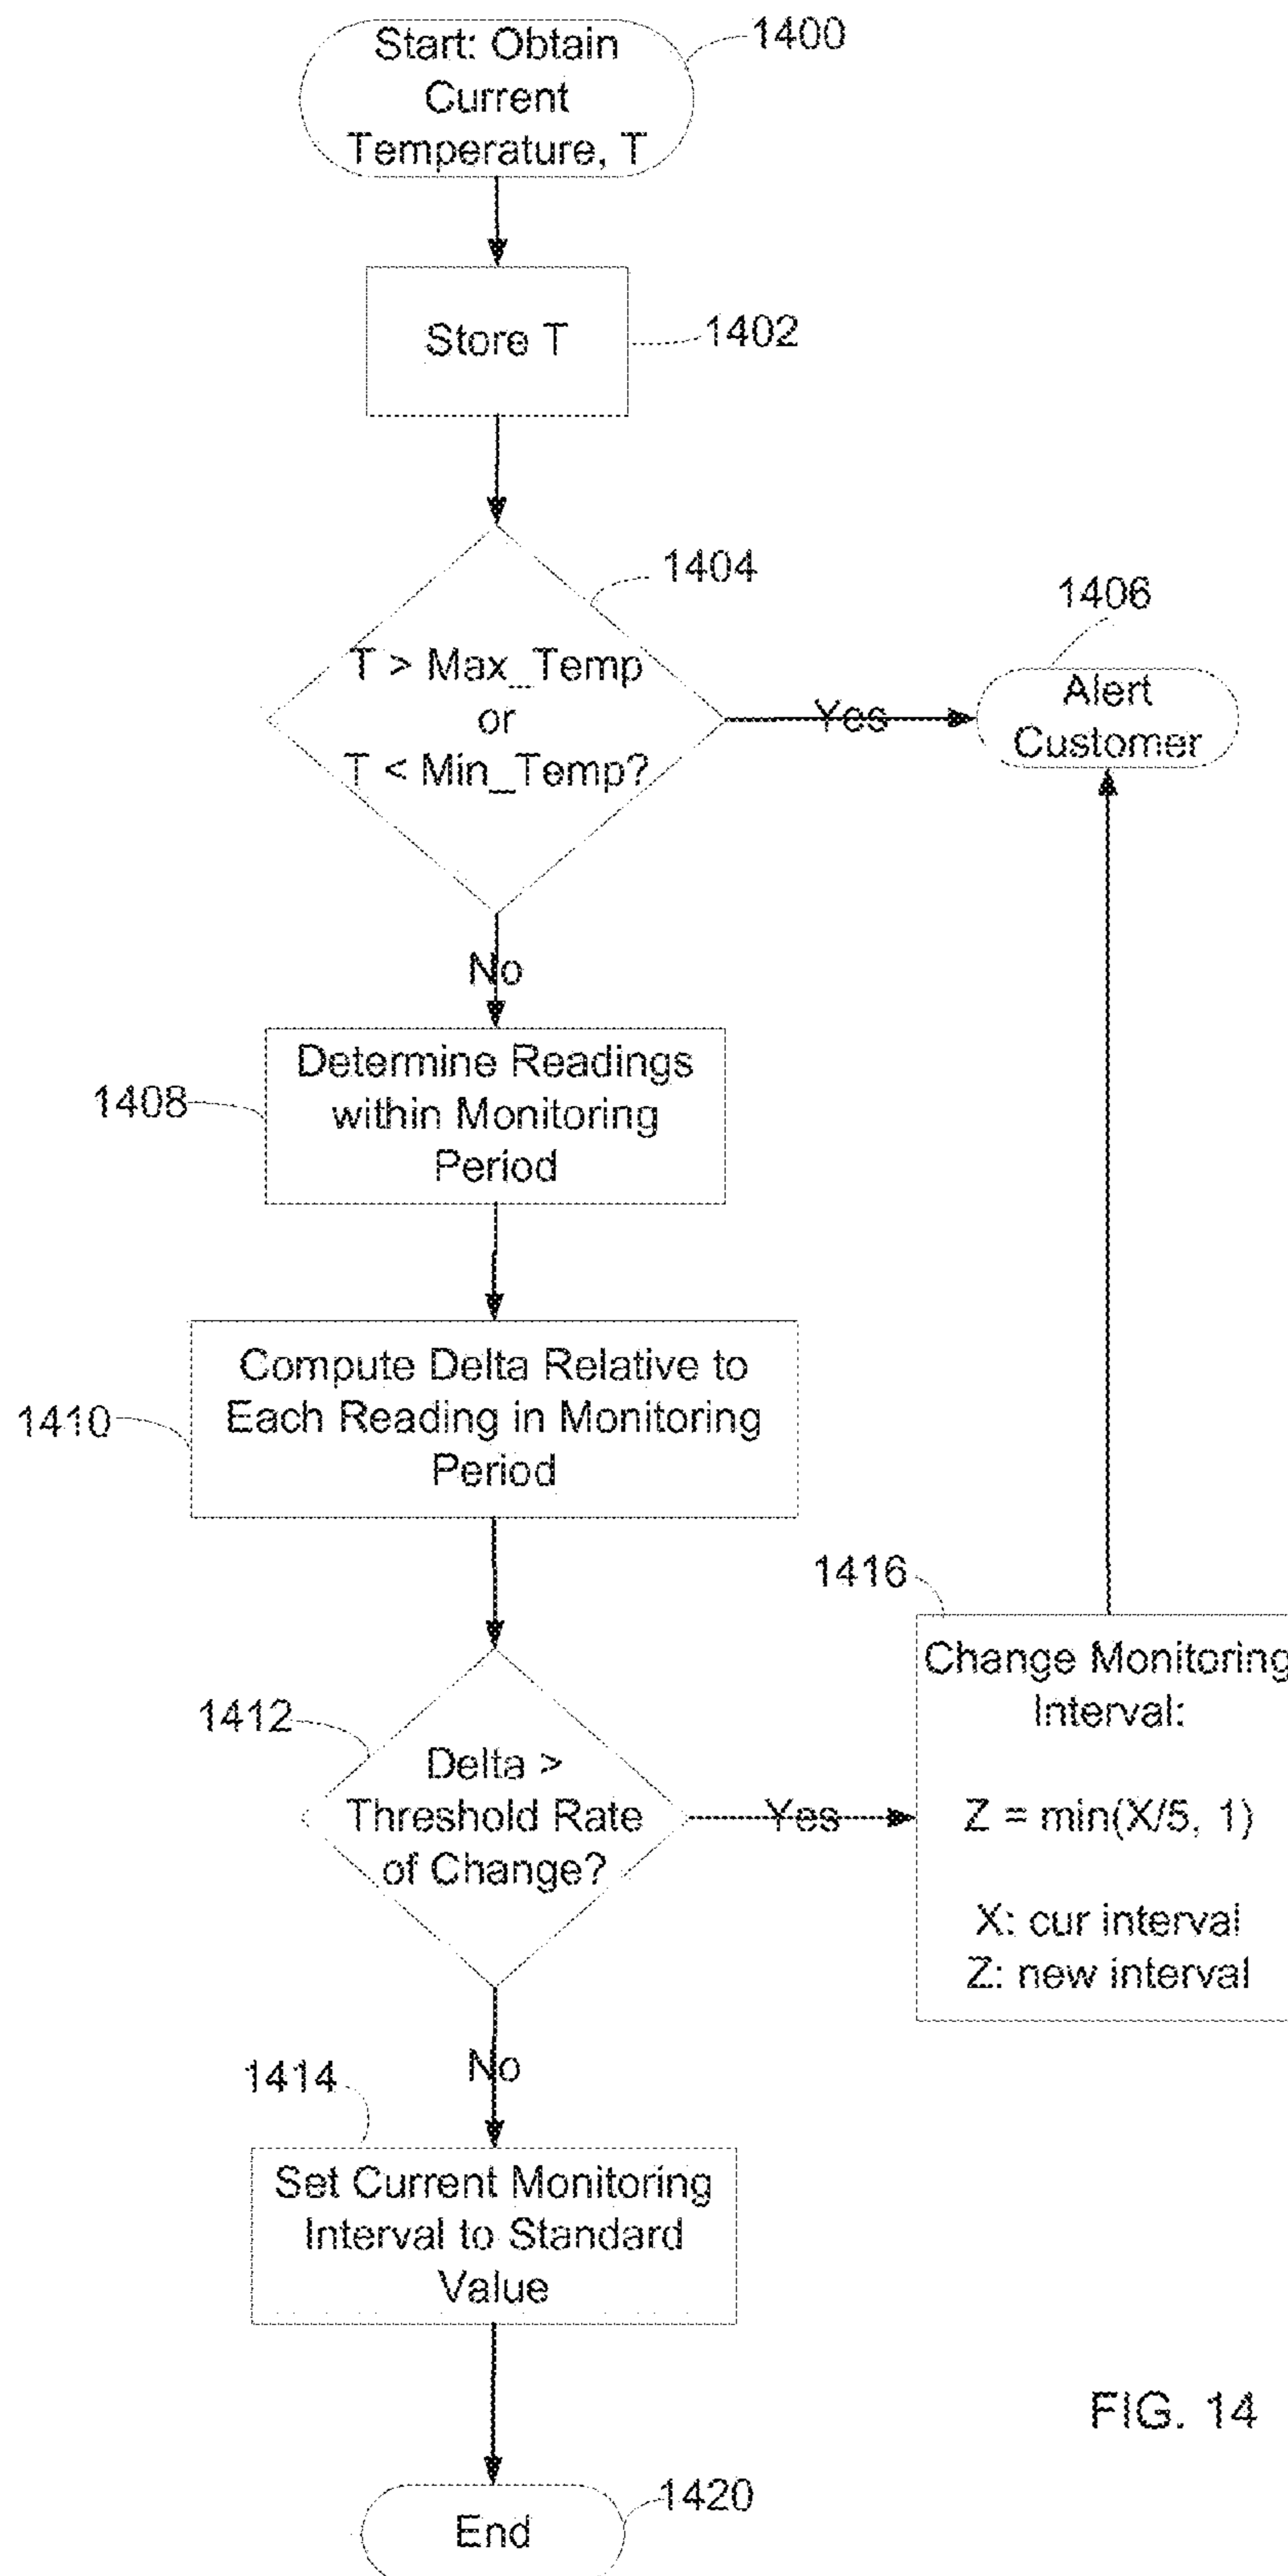 Start: Obtain
Current
Temperature, T
1400
Store T
1402
1404
T > Max_Temp
or
T < Min_Temp?
Yes
1406
Alert
Customer
No
1408
Determine Readings
within Monitoring
Period
1410
Compute Delta Relative to
Each Reading in Monitoring
Period
1412
Delta >
Threshold Rate
of Change?
Yes
1416
Change Monitoring
Interval:
Z = min(X/5, 1)
X: cur interval
Z: new interval
No
1414
Set Current Monitoring
Interval to Standard
Value
FIG. 14
End
1420